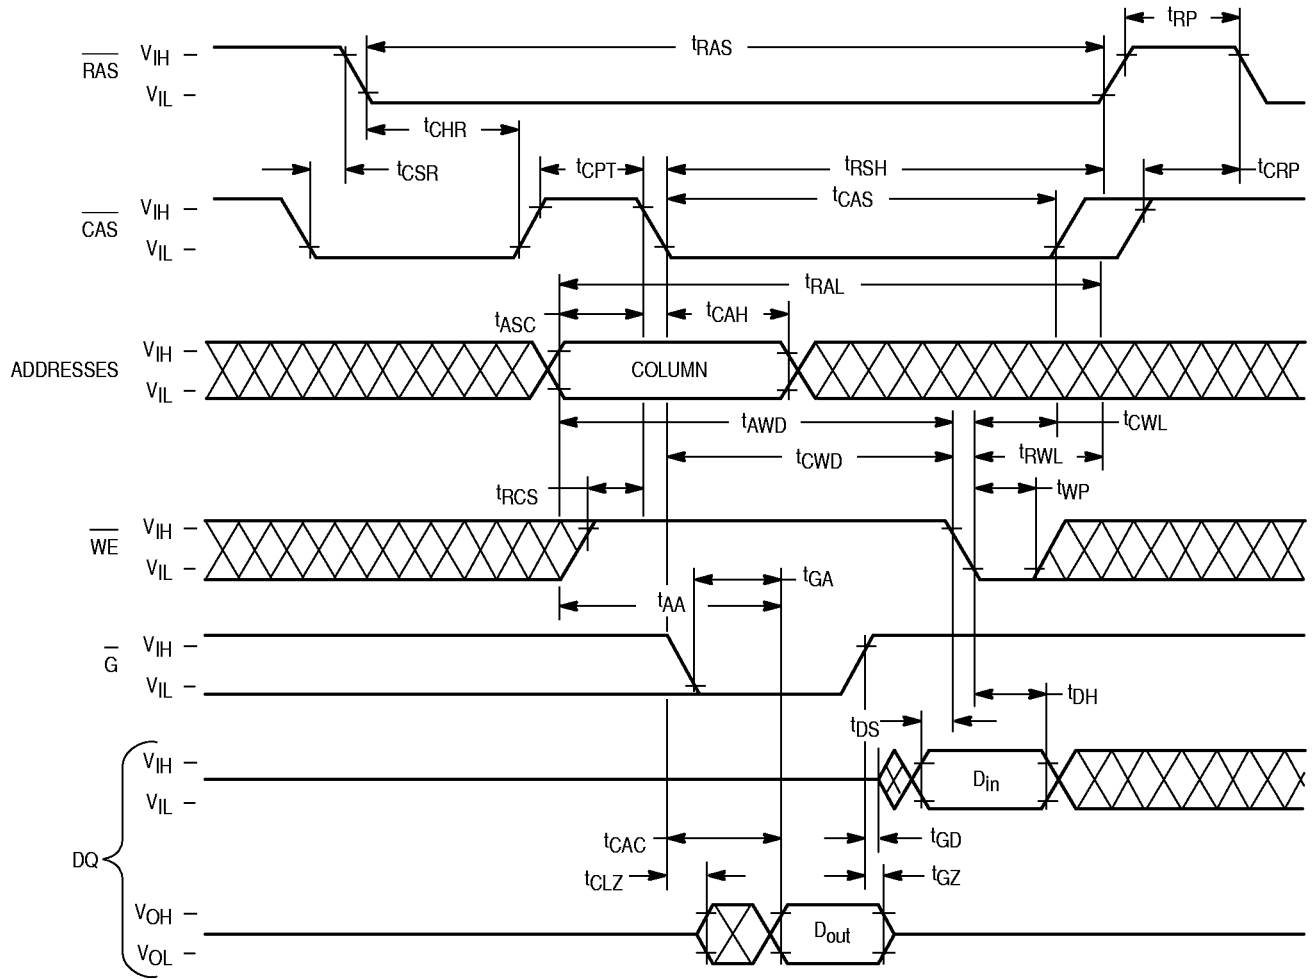 tRP
tRAS
RAS
VIH
VIL
tCHR
tCSR
tCPT
tRSH
tCRP
tCAS
CAS
VIH
VIL
tRAL
tASC
tCAH
ADDRESSES
VIH
VIL
COLUMN
tAWD
tCWL
tCWD
tRWL
tRCS
tWP
WE
VIH
VIL
tGA
tAA
G
VIH
VIL
tDH
tDS
DQ
VIH
VIL
Din
tCAC
tGD
tCLZ
tGZ
VOH
VOL
Dout